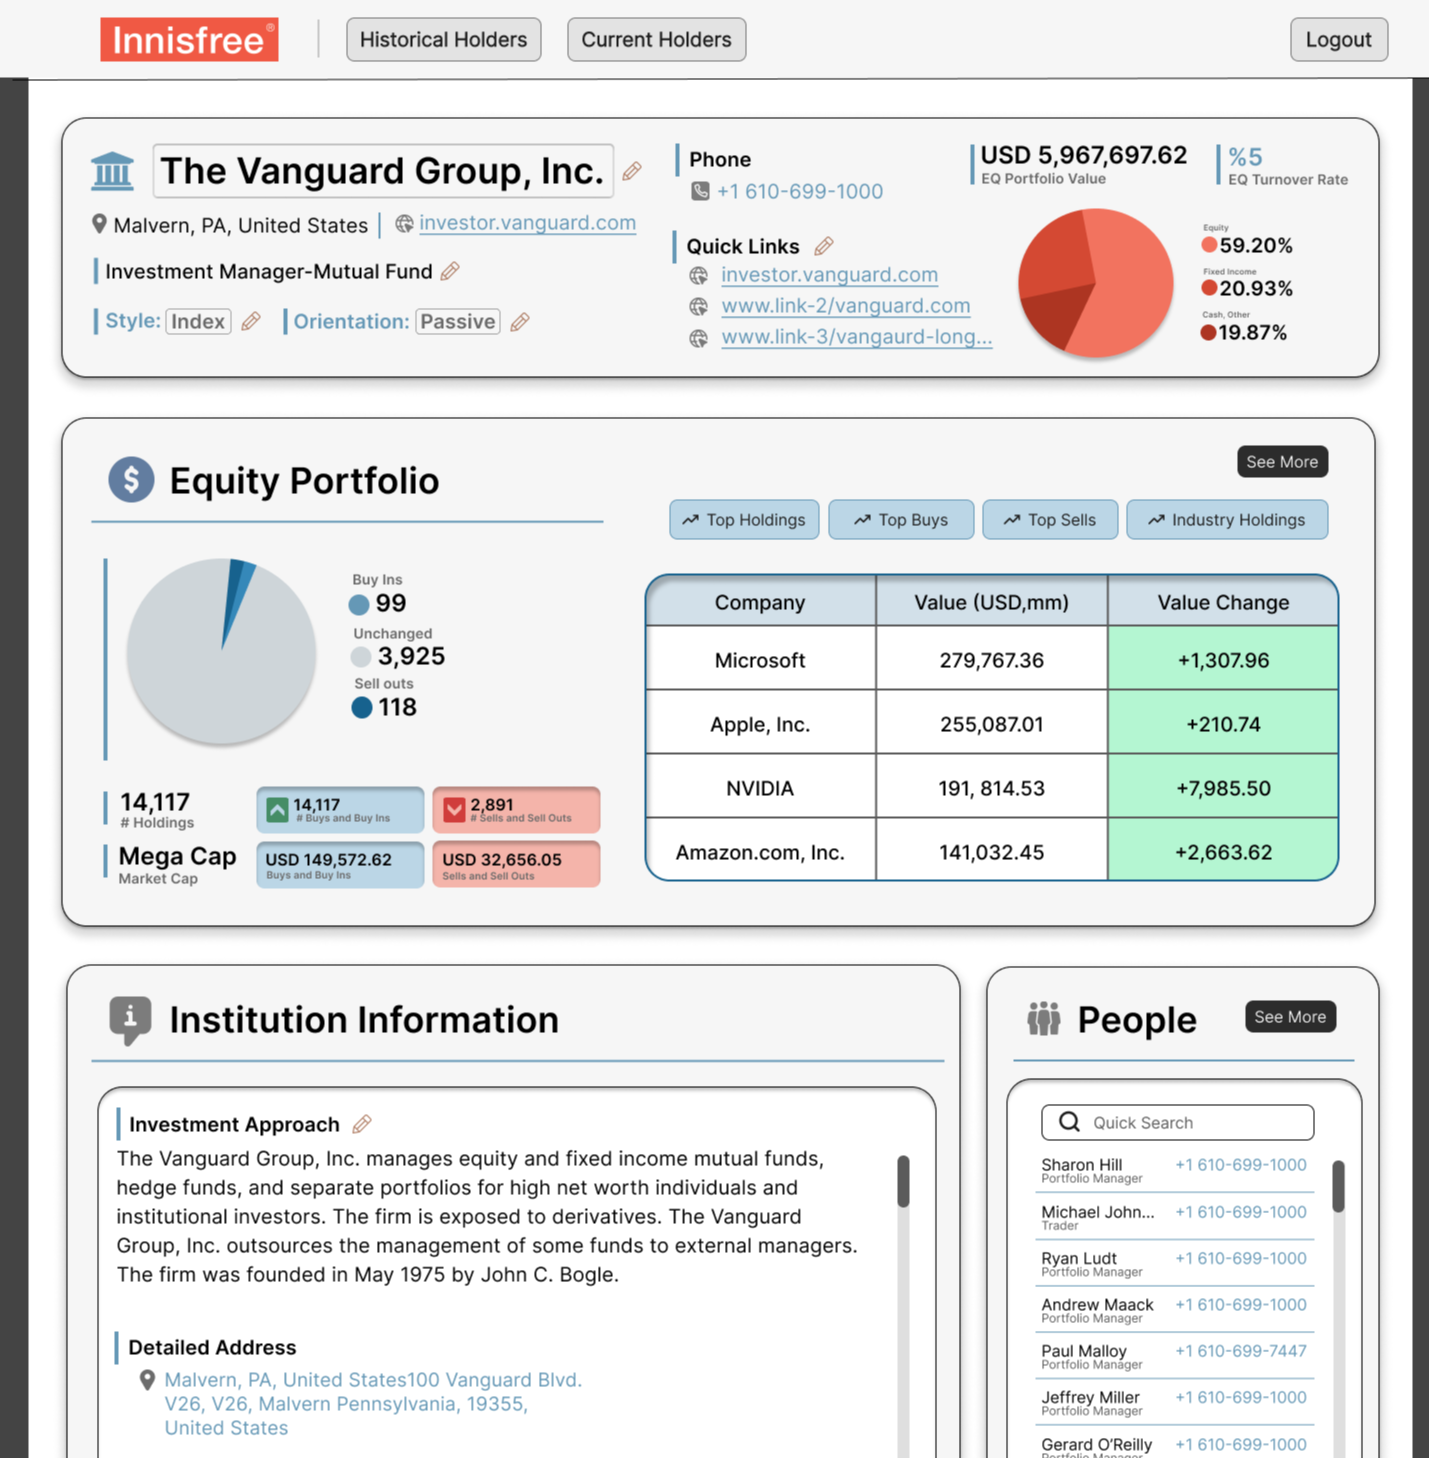 Innisfree®
Historical Holders
Current Holders
Logout
The Vanguard Group, Inc.
Malvern, PA, United States
investor.vanguard.com
Investment Manager-Mutual Fund
Style: Index
Orientation: Passive
Phone
+1 610-699-1000
Quick Links
investor.vanguard.com
www.link-2/vanguard.com
www.link-3/vangaurd-long...
USD 5,967,697.62
EQ Portfolio Value
%5
EQ Turnover Rate
Equity
59.20%
Fixed Income
20.93%
Cash, Other
19.87%
$ Equity Portfolio
Buy Ins
99
Unchanged
3,925
Sell outs
118
14,117
# Holdings
14,117
# Buys and Buy Ins
2,891
# Sells and Sell Outs
Mega Cap
Market Cap
USD 149,572.62
Buys and Buy Ins
USD 32,656.05
Sells and Sell Outs
See More
Top Holdings
Top Buys
Top Sells
Industry Holdings
Company Value (USD,mm) Value Change
Microsoft 279,767.36 +1,307.96
Apple, Inc. 255,087.01 +210.74
NVIDIA 191, 814.53 +7,985.50
Amazon.com, Inc. 141,032.45 +2,663.62
i Institution Information
Investment Approach
The Vanguard Group, Inc. manages equity and fixed income mutual funds,
hedge funds, and separate portfolios for high net worth individuals and
institutional investors. The firm is exposed to derivatives. The Vanguard
Group, Inc. outsources the management of some funds to external managers.
The firm was founded in May 1975 by John C. Bogle.
Detailed Address
Malvern, PA, United States100 Vanguard Blvd.
V26, V26, Malvern Pennsylvania, 19355,
United States
People
See More
Quick Search
Sharon Hill +1 610-699-1000
Portfolio Manager
Michael John... +1 610-699-1000
Trader
Ryan Ludt +1 610-699-1000
Portfolio Manager
Andrew Maack +1 610-699-1000
Portfolio Manager
Paul Malloy +1 610-699-7447
Portfolio Manager
Jeffrey Miller +1 610-699-1000
Portfolio Manager
Gerard O'Reilly +1 610-699-1000
Portfolio Manager